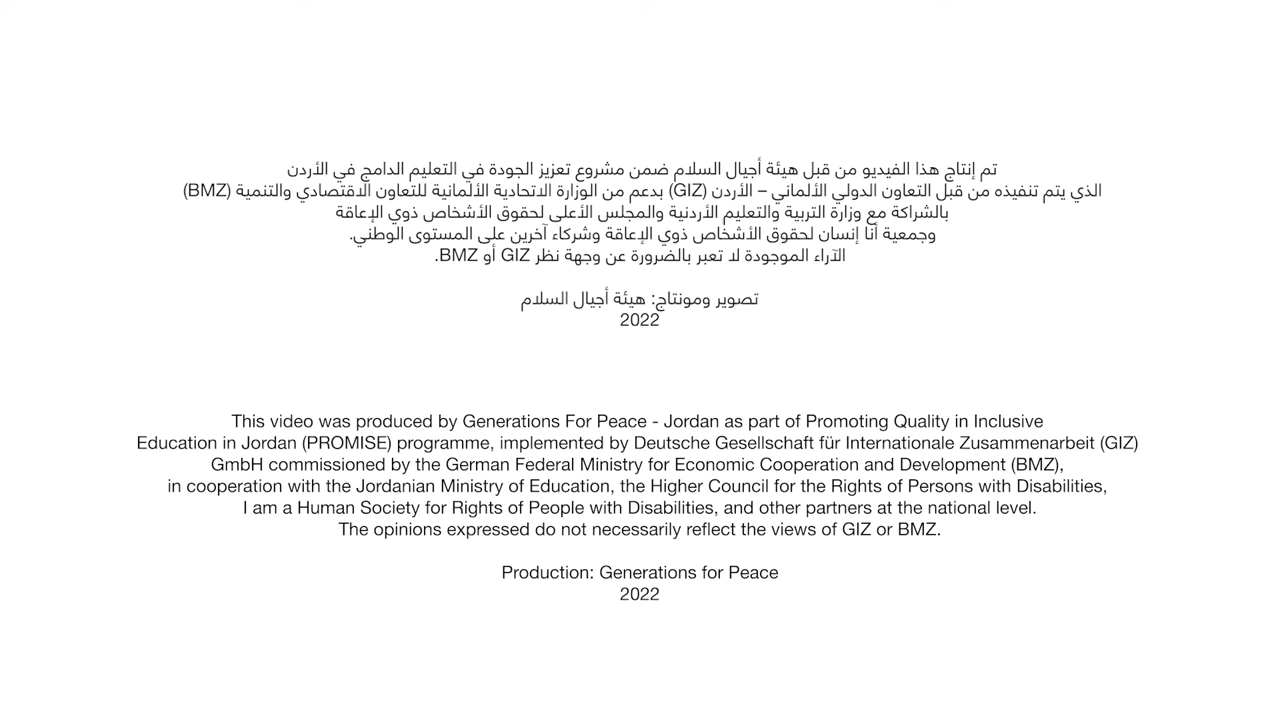 تم إنتاج هذا الفيديو من قبل هيئة أجيال السلام ضمن مشروع تعزيز الجودة في التعليم الدامج في الأردن
الذي يتم تنفيذه من قبل التعاون الدولي الألماني – الأردن (GIZ) بدعم من الوزارة الاتحادية الألمانية للتعاون الاقتصادي والتنمية (BMZ)
بالشراكة مع وزارة التربية والتعليم الأردنية والمجلس الأعلى لحقوق الأشخاص ذوي الإعاقة
وجمعية أنا إنسان لحقوق الأشخاص ذوي الإعاقة وشركاء آخرين على المستوى الوطني.
الآراء الموجودة لا تعبر بالضرورة عن وجهة نظر GIZ أو BMZ.
تصوير ومونتاج: هيئة أجيال السلام
2022
This video was produced by Generations For Peace - Jordan as part of Promoting Quality in Inclusive
Education in Jordan (PROMISE) programme, implemented by Deutsche Gesellschaft für Internationale Zusammenarbeit (GIZ)
GmbH commissioned by the German Federal Ministry for Economic Cooperation and Development (BMZ),
in cooperation with the Jordanian Ministry of Education, the Higher Council for the Rights of Persons with Disabilities,
I am a Human Society for Rights of People with Disabilities, and other partners at the national level.
The opinions expressed do not necessarily reflect the views of GIZ or BMZ.
Production: Generations for Peace
2022